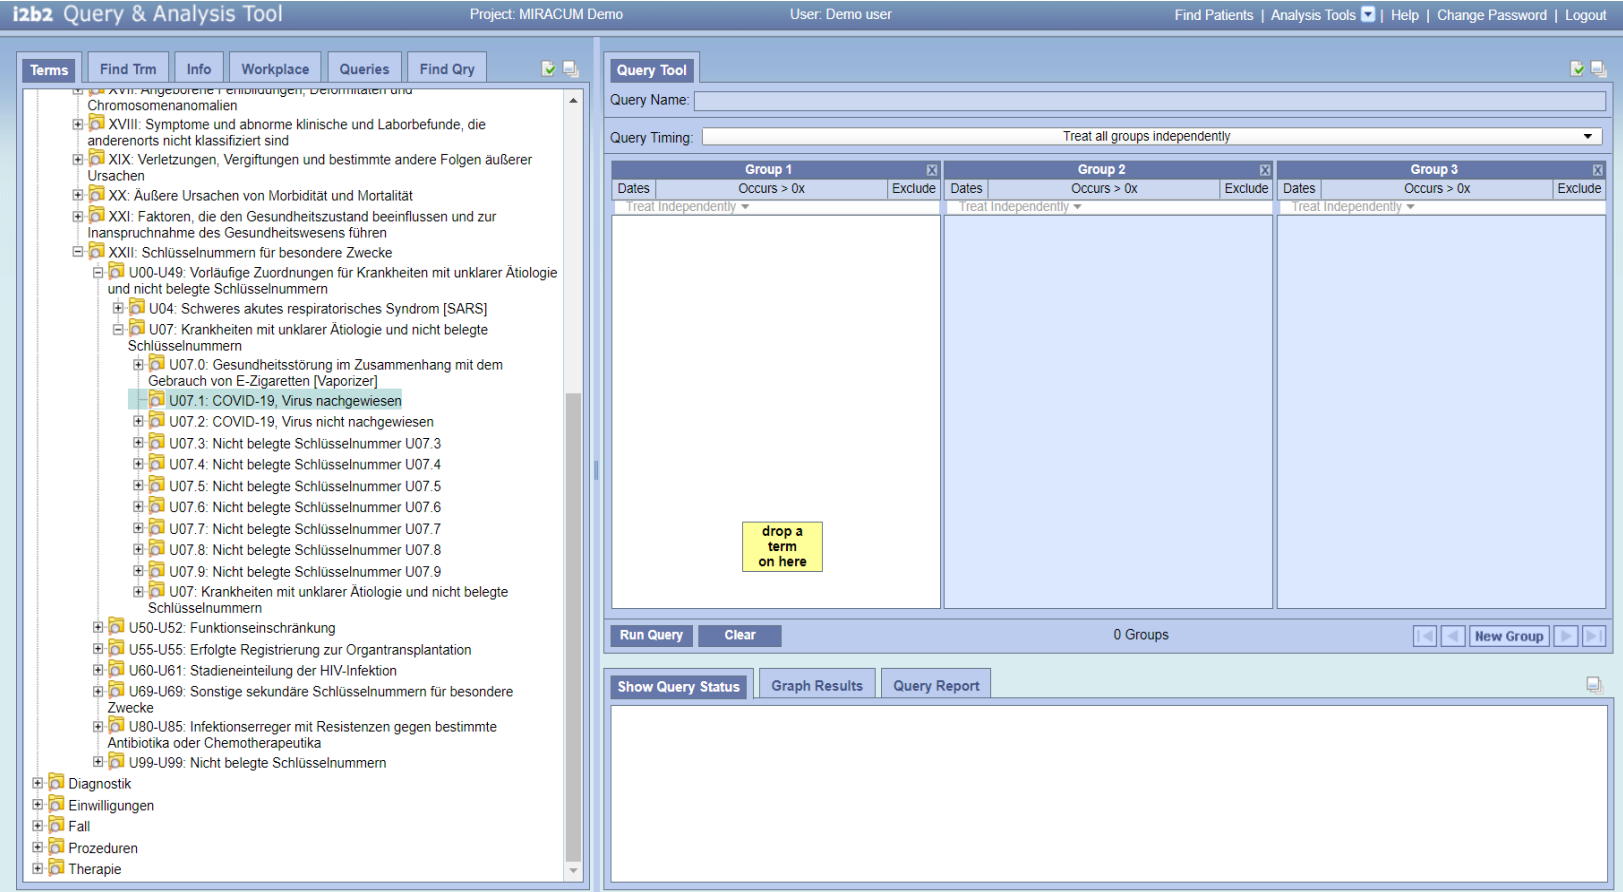 i2b2 Query & Analysis Tool
Project: MIRACUM Demo
User: Demo user
Find Patients | Analysis Tools | Help | Change Password | Logout
Terms
Find Trm
Info
Workplace
Queries
Find Qry
XVII: Angeborene Fehlbildungen, Deformitäten und
Chromosomenanomalien
XVIII: Symptome und abnorme klinische und Laborbefunde, die
anderenorts nicht klassifiziert sind
XIX: Verletzungen, Vergiftungen und bestimmte andere Folgen äußerer
Ursachen
XX: Äußere Ursachen von Morbidität und Mortalität
XXI: Faktoren, die den Gesundheitszustand beeinflussen und zur
Inanspruchnahme des Gesundheitswesens führen
XXII: Schlüsselnummern für besondere Zwecke
U00-U49: Vorläufige Zuordnungen für Krankheiten mit unklarer Ätiologie
und nicht belegte Schlüsselnummern
U04: Schweres akutes respiratorisches Syndrom [SARS]
U07: Krankheiten mit unklarer Ätiologie und nicht belegte
Schlüsselnummern
U07.0: Gesundheitsstörung im Zusammenhang mit dem
Gebrauch von E-Zigaretten [Vaporizer]
U07.1: COVID-19, Virus nachgewiesen
U07.2: COVID-19, Virus nicht nachgewiesen
U07.3: Nicht belegte Schlüsselnummer U07.3
U07.4: Nicht belegte Schlüsselnummer U07.4
U07.5: Nicht belegte Schlüsselnummer U07.5
U07.6: Nicht belegte Schlüsselnummer U07.6
U07.7: Nicht belegte Schlüsselnummer U07.7
U07.8: Nicht belegte Schlüsselnummer U07.8
U07.9: Nicht belegte Schlüsselnummer U07.9
U07: Krankheiten mit unklarer Ätiologie und nicht belegte
Schlüsselnummern
U50-U52: Funktionseinschränkung
U55-U55: Erfolgte Registrierung zur Organtransplantation
U60-U61: Stadieneinteilung der HIV-Infektion
U69-U69: Sonstige sekundäre Schlüsselnummern für besondere
Zwecke
U80-U85: Infektionserreger mit Resistenzen gegen bestimmte
Antibiotika oder Chemotherapeutika
U99-U99: Nicht belegte Schlüsselnummern
Diagnostik
Einwilligungen
Fall
Prozeduren
Therapie
Query Tool
Query Name:
Query Timing:
Treat all groups independently
Group 1
X
Group 2
X
Group 3
X
Dates
Occurs > 0x
Exclude
Dates
Occurs > 0x
Exclude
Dates
Occurs > 0x
Exclude
Treat Independently
Treat Independently
Treat Independently
drop a
term
on here
Run Query
Clear
0 Groups
New Group
Show Query Status
Graph Results
Query Report